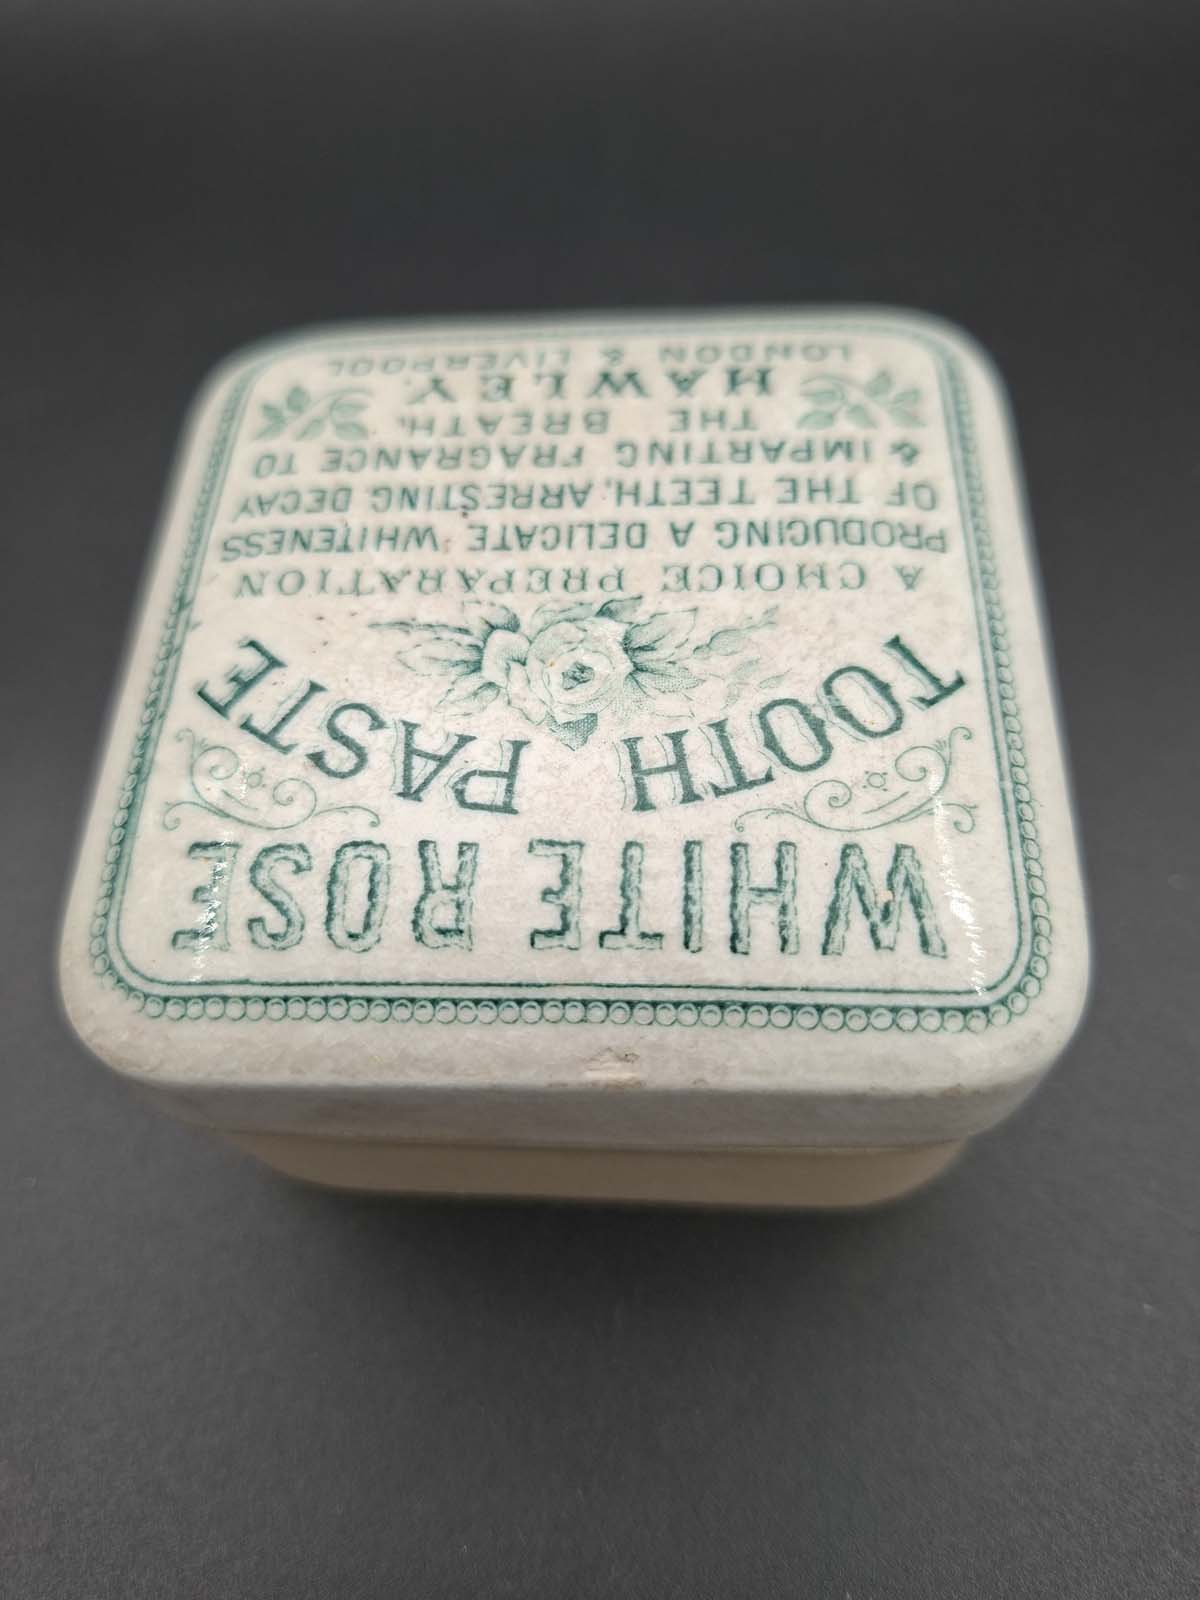 WHITE ROSE
TOOTH PASTE
A CHOICE PREPARATION
PRODUCING A DELICATE WHITENESS
OF THE TEETH, ARRESTING DECAY
& IMPARTING FRAGRANCE TO
THE BREATH.
HAWLEY.
LONDON & LIVERPOOL